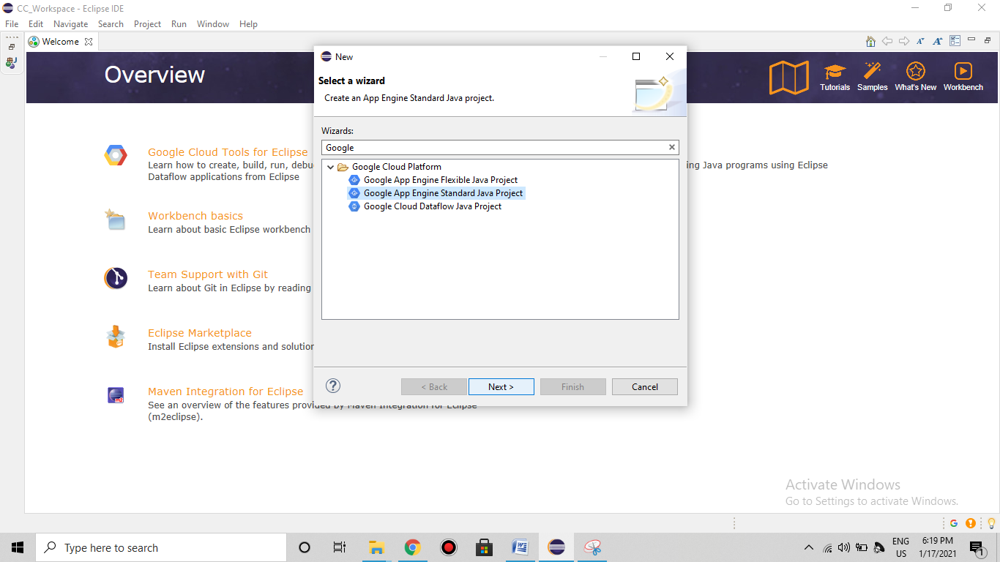 CC_Workspace - Eclipse IDE
File Edit Navigate Search Project Run Window Help
Welcome
Overview
Tutorials Samples What's New Workbench
Google Cloud Tools for Eclipse
Learn how to create, build, run, debu
Dataflow applications from Eclipse
ing Java programs using Eclipse
Workbench basics
Learn about basic Eclipse workbench
Team Support with Git
Learn about Git in Eclipse by reading
Eclipse Marketplace
Install Eclipse extensions and solution
Maven Integration for Eclipse
See an overview of the features provided by Maven Integration for Eclipse
(m2eclipse).
New
Select a wizard
Create an App Engine Standard Java project.
Wizards:
Google
Google Cloud Platform
Google App Engine Flexible Java Project
Google App Engine Standard Java Project
Google Cloud Dataflow Java Project
< Back Next > Finish Cancel
Activate Windows
Go to Settings to activate Windows.
Type here to search
ENG
US
6:19 PM
1/17/2021
1